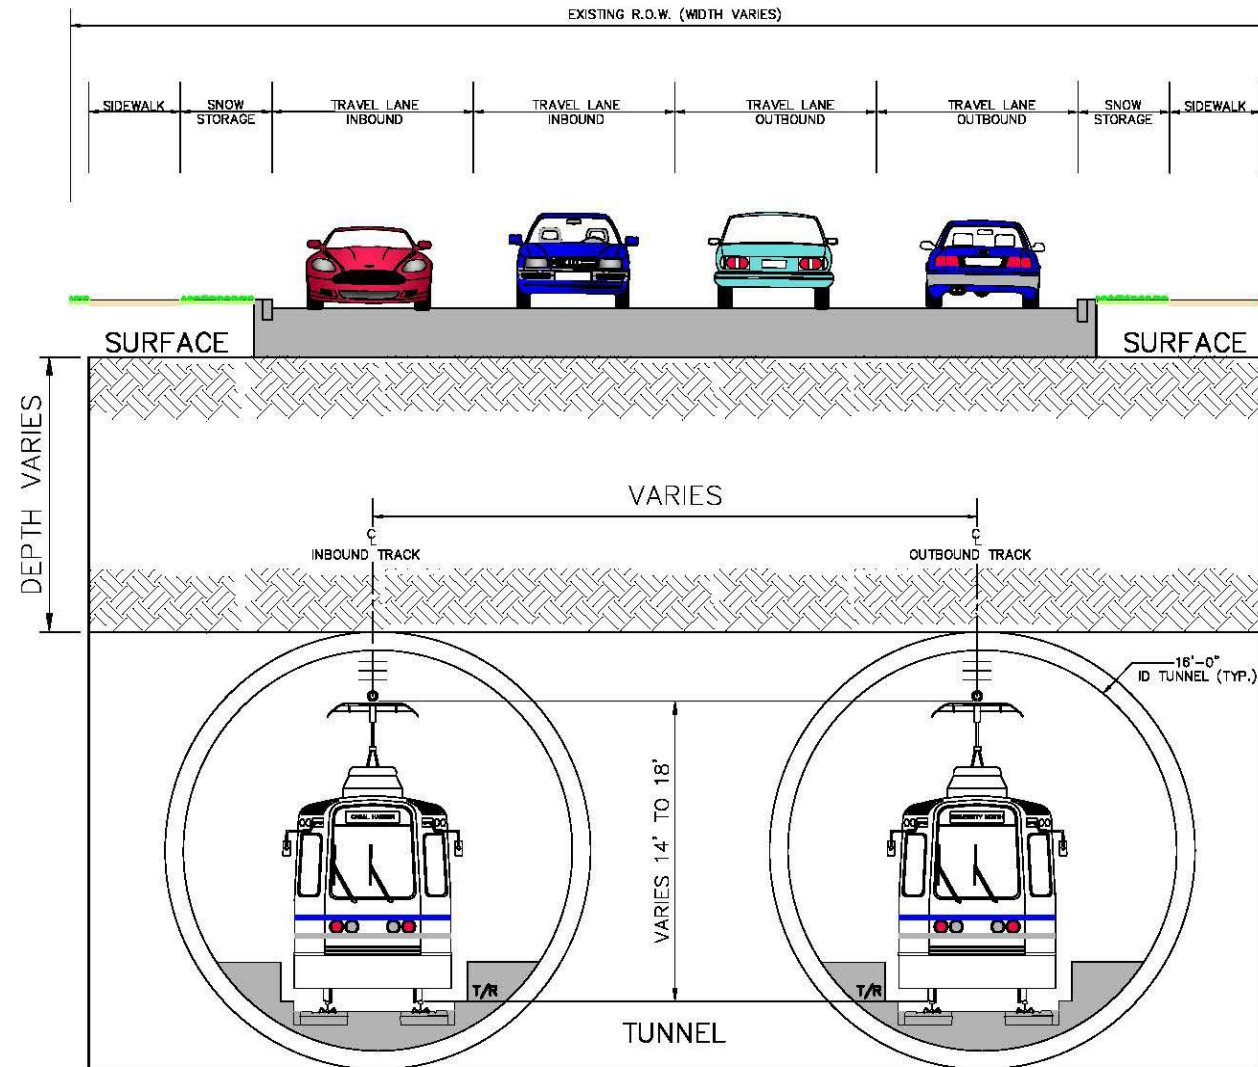 EXISTING R.O.W. (WIDTH VARIES)
SIDEWALK
SNOW
STORAGE
TRAVEL LANE
INBOUND
TRAVEL LANE
INBOUND
TRAVEL LANE
OUTBOUND
TRAVEL LANE
OUTBOUND
SNOW
STORAGE
SIDEWALK
SURFACE
SURFACE
DEPTH VARIES
VARIES
℄
INBOUND TRACK
℄
OUTBOUND TRACK
16'-0"
ID TUNNEL (TYP.)
VARIES 14' TO 18'
T/R
T/R
TUNNEL